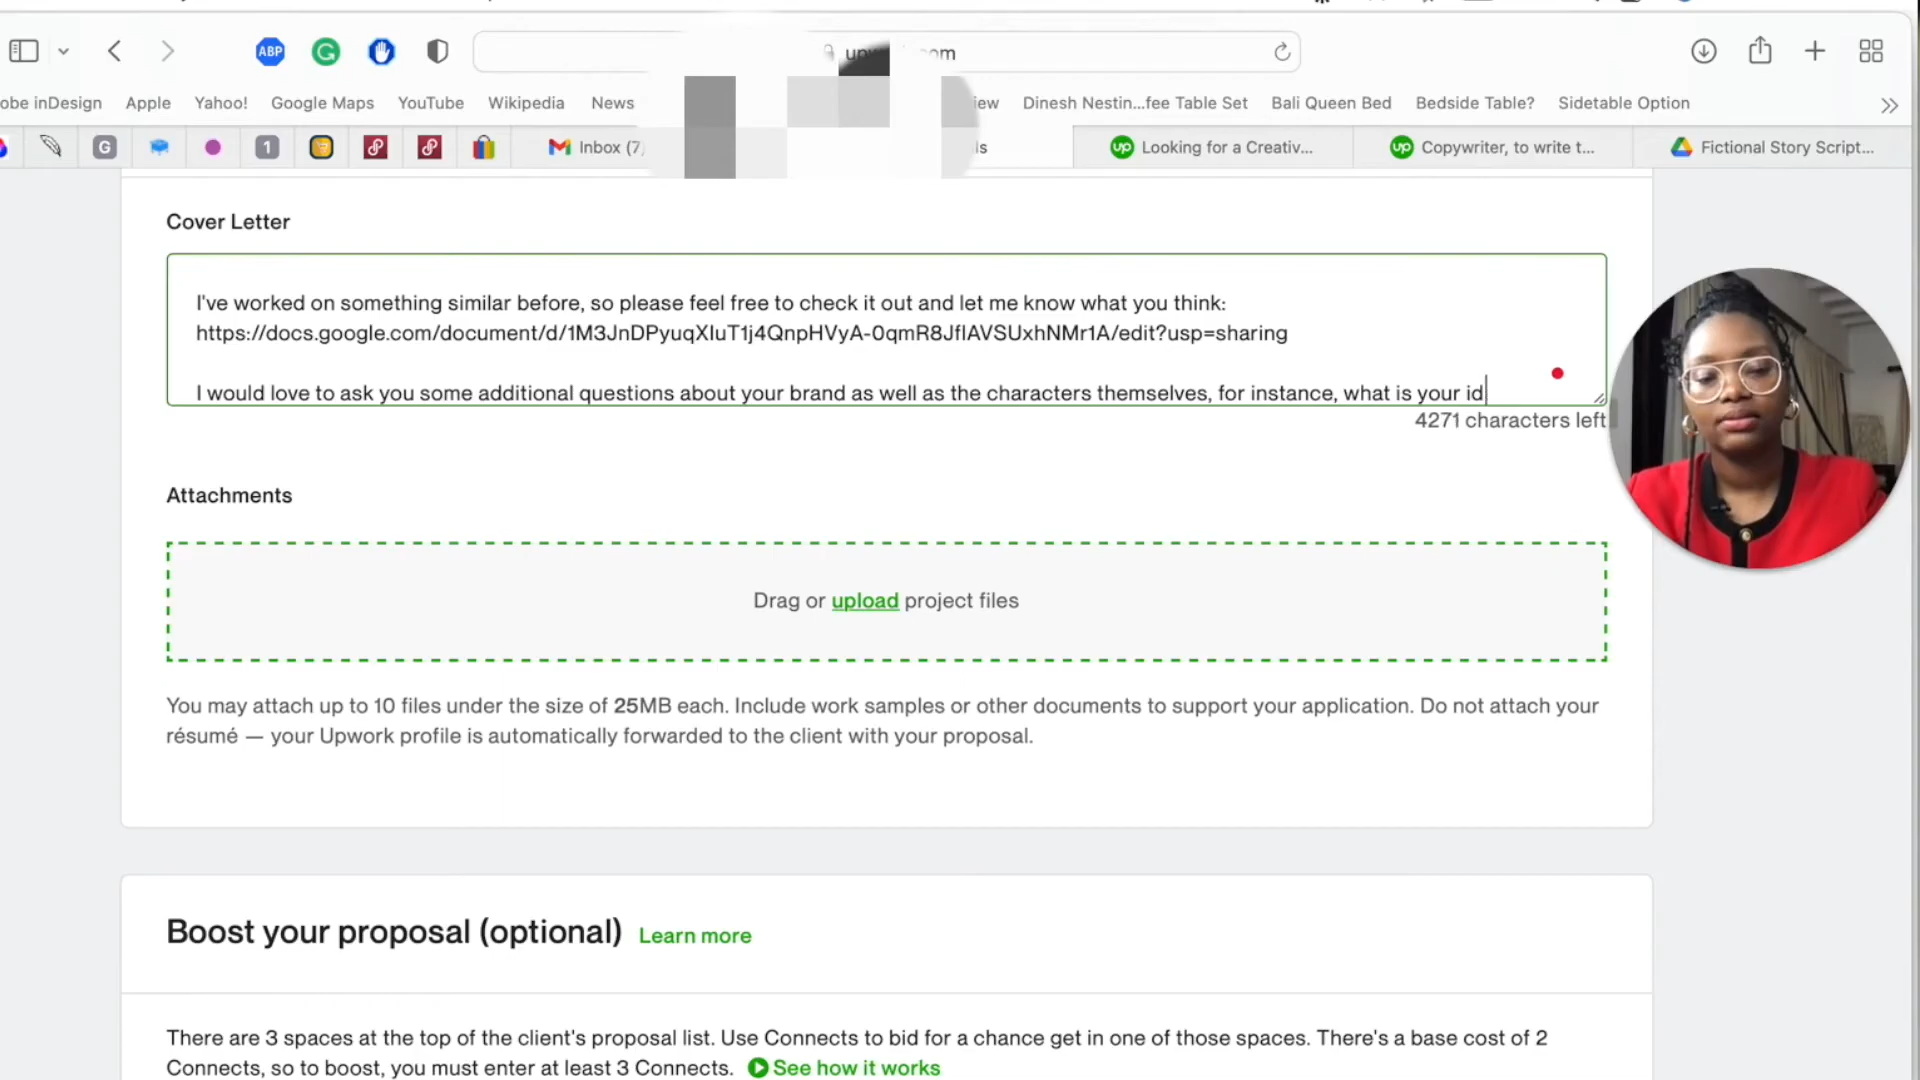 ABP
obe inDesign Apple Yahoo! Google Maps YouTube Wikipedia News iew Dinesh Nestin...fee Table Set Bali Queen Bed Bedside Table? Sidetable Option
G 1 Inbox (7 ls up Looking for a Creativ... up Copywriter, to write t... Fictional Story Script...
Cover Letter
I've worked on something similar before, so please feel free to check it out and let me know what you think:
https://docs.google.com/document/d/1M3JnDPyuqXIuT1j4QnpHVyA-0qmR8JflAVSUxhNMr1A/edit?usp=sharing
I would love to ask you some additional questions about your brand as well as the characters themselves, for instance, what is your id
4271 characters left
Attachments
Drag or upload project files
You may attach up to 10 files under the size of 25MB each. Include work samples or other documents to support your application. Do not attach your
résumé — your Upwork profile is automatically forwarded to the client with your proposal.
Boost your proposal (optional) Learn more
There are 3 spaces at the top of the client's proposal list. Use Connects to bid for a chance get in one of those spaces. There's a base cost of 2
Connects, so to boost, you must enter at least 3 Connects. See how it works